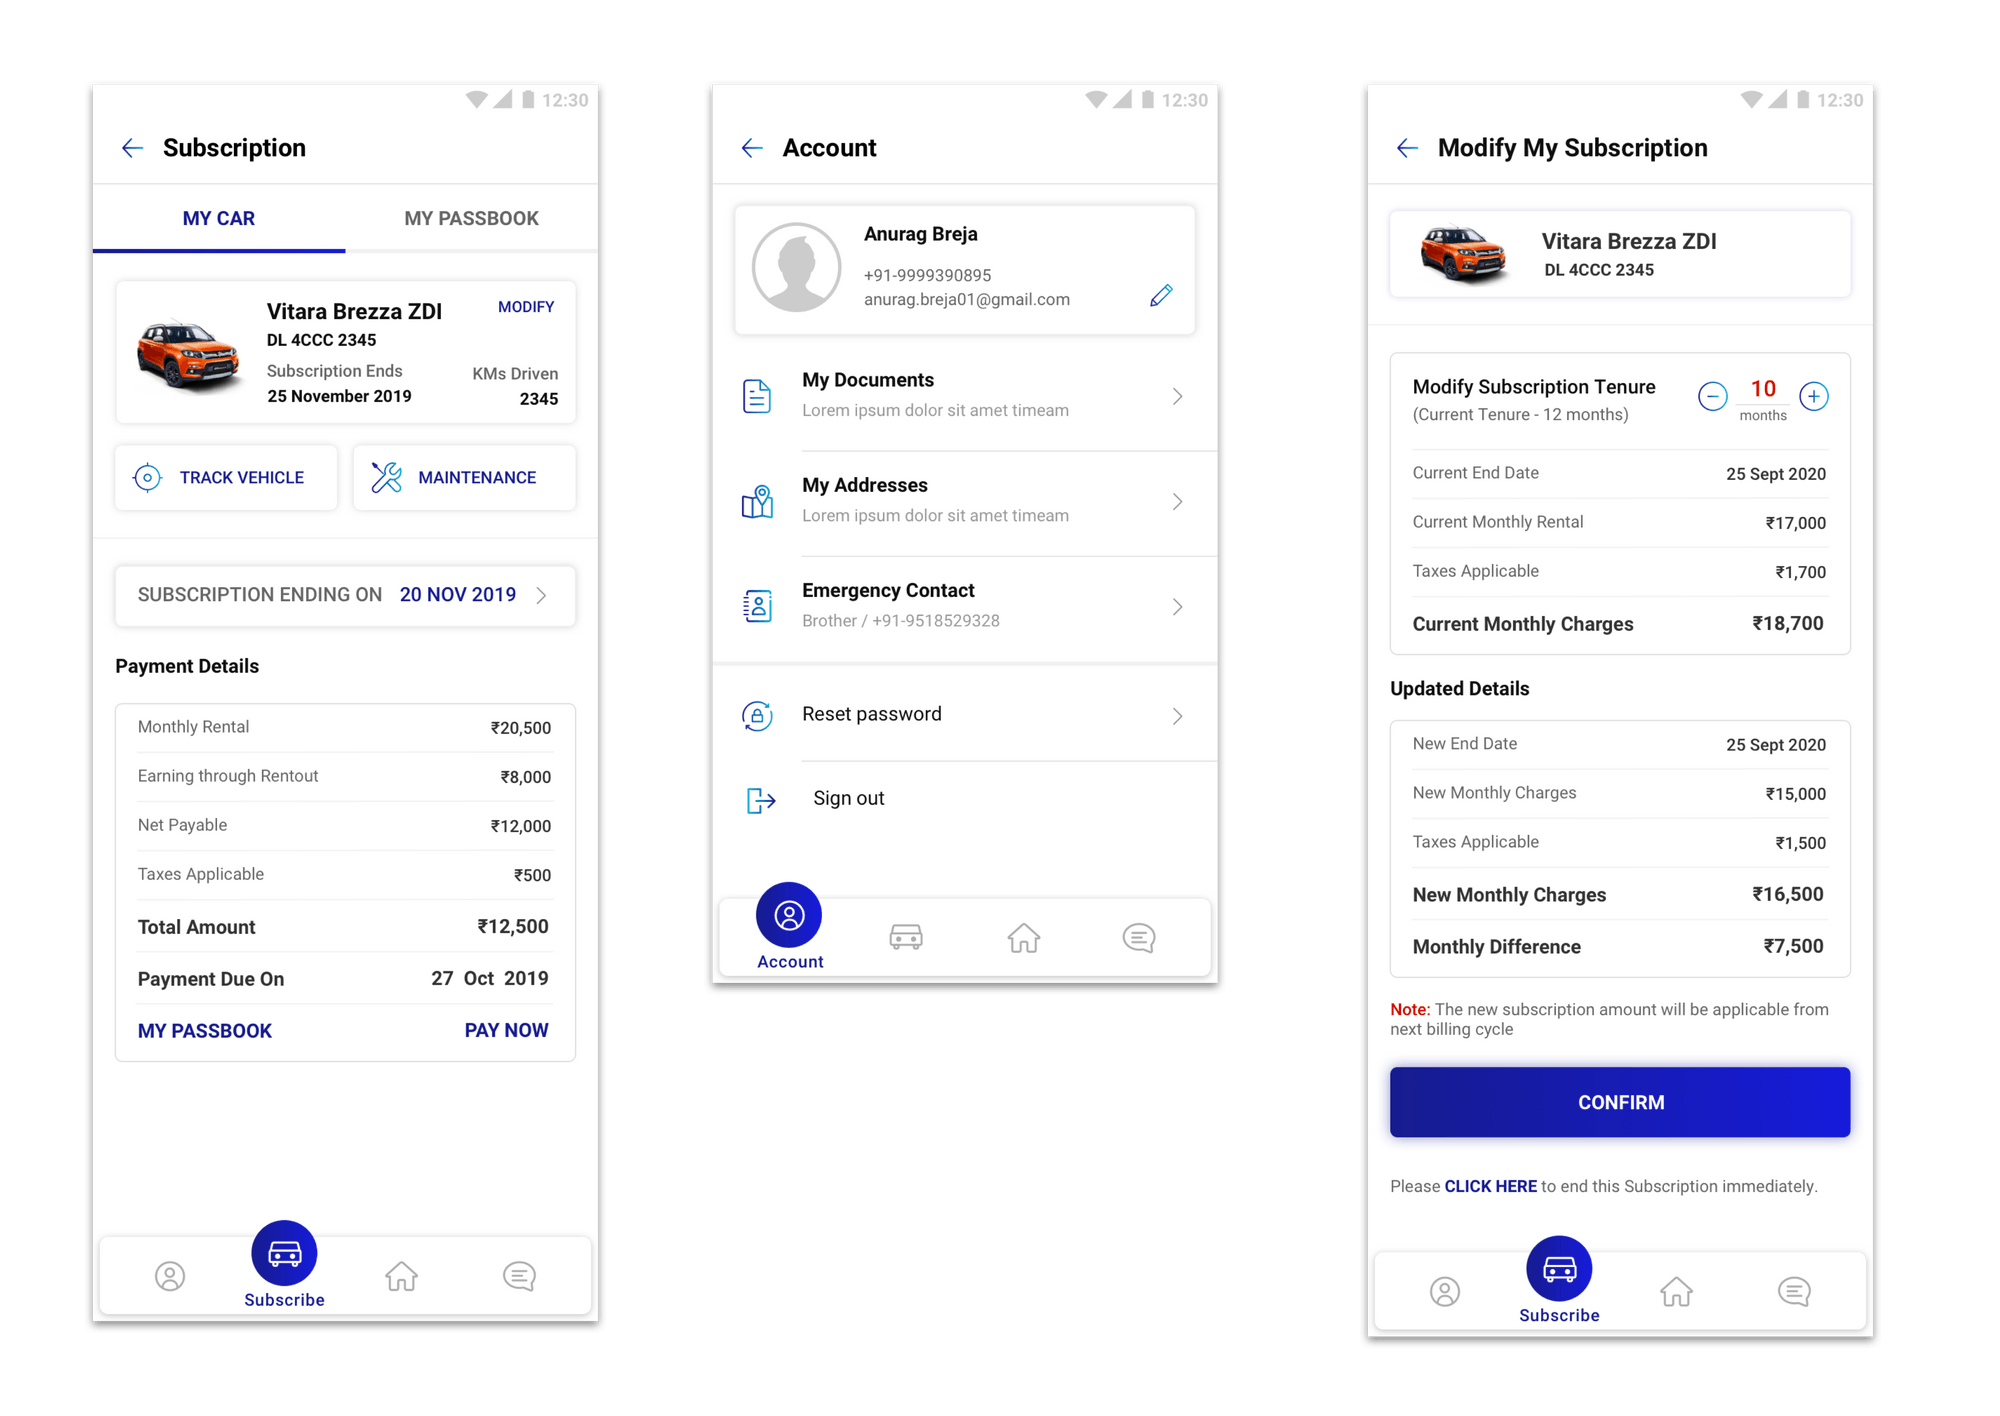 12:30
Subscription
MY CAR MY PASSBOOK
Vitara Brezza ZDI MODIFY
DL 4CCC 2345
Subscription Ends KMs Driven
25 November 2019 2345
TRACK VEHICLE MAINTENANCE
SUBSCRIPTION ENDING ON 20 NOV 2019
Payment Details
Monthly Rental ₹20,500
Earning through Rentout ₹8,000
Net Payable ₹12,000
Taxes Applicable ₹500
Total Amount ₹12,500
Payment Due On 27 Oct 2019
MY PASSBOOK PAY NOW
Subscribe
12:30
Account
Anurag Breja
+91-9999390895
anurag.breja01@gmail.com
My Documents
Lorem ipsum dolor sit amet timeam
My Addresses
Lorem ipsum dolor sit amet timeam
Emergency Contact
Brother / +91-9518529328
Reset password
Sign out
Account
12:30
Modify My Subscription
Vitara Brezza ZDI
DL 4CCC 2345
Modify Subscription Tenure 10
(Current Tenure - 12 months) months
Current End Date 25 Sept 2020
Current Monthly Rental ₹17,000
Taxes Applicable ₹1,700
Current Monthly Charges ₹18,700
Updated Details
New End Date 25 Sept 2020
New Monthly Charges ₹15,000
Taxes Applicable ₹1,500
New Monthly Charges ₹16,500
Monthly Difference ₹7,500
Note: The new subscription amount will be applicable from
next billing cycle
CONFIRM
Please CLICK HERE to end this Subscription immediately.
Subscribe